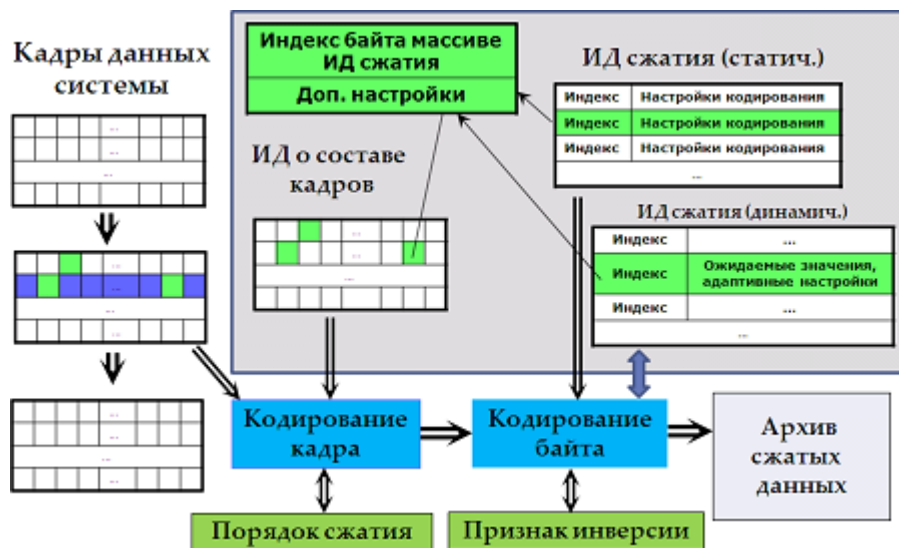 Кадры данных
системы
Индекс байта массиве
ИД сжатия
Доп. настройки
ИД сжатия (статич.)
Индекс Настройки кодирования
Индекс Настройки кодирования
Индекс Настройки кодирования
...
ИД о составе
кадров
...
...
...
...
ИД сжатия (динамич.)
Индекс ...
Индекс Ожидаемые значения,
адаптивные настройки
Индекс ...
...
...
...
...
...
...
...
...
...
...
...
...
...
Кодирование
кадра
Кодирование
байта
Архив
сжатых
данных
Порядок сжатия
Признак инверсии